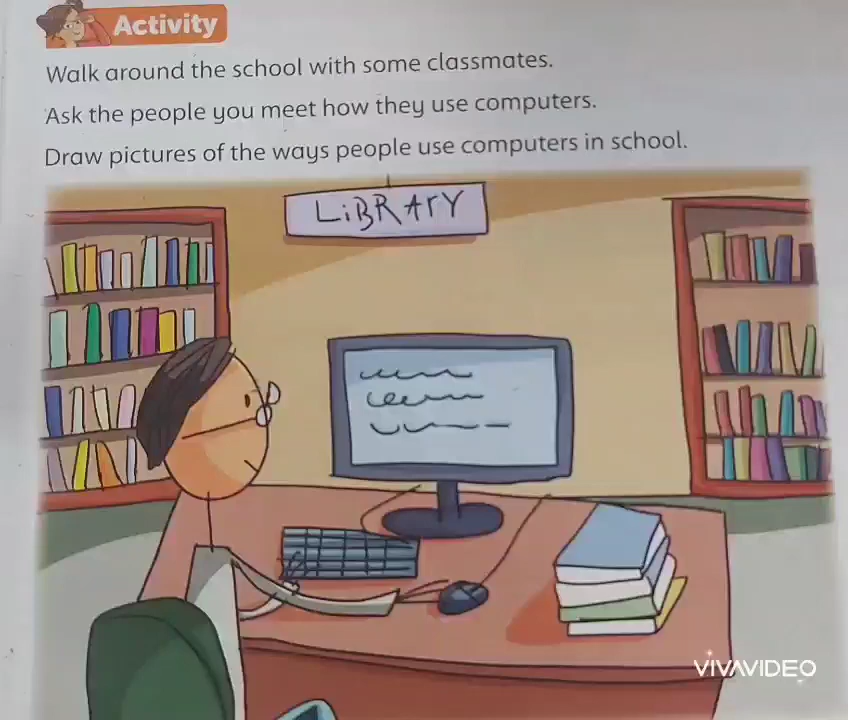 Activity
Walk around the school with some classmates.
Ask the people you meet how they use computers.
Draw pictures of the ways people use computers in school.
LiBRArY
VIVAVIDEO